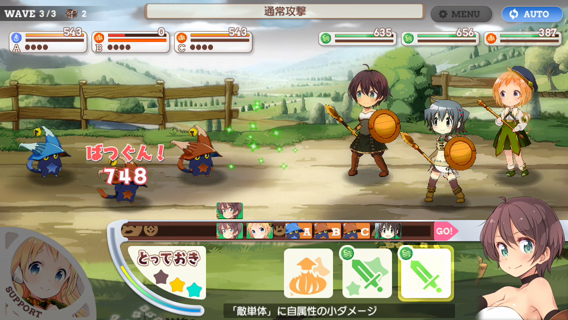 WAVE 3/3 2
通常攻撃
MENU
AUTO
A 543
B 0
C 543
635
656
387
ばつぐん!
748
A B C GO!
とっておき
SUPPORT
「敵単体」に自属性の小ダメージ